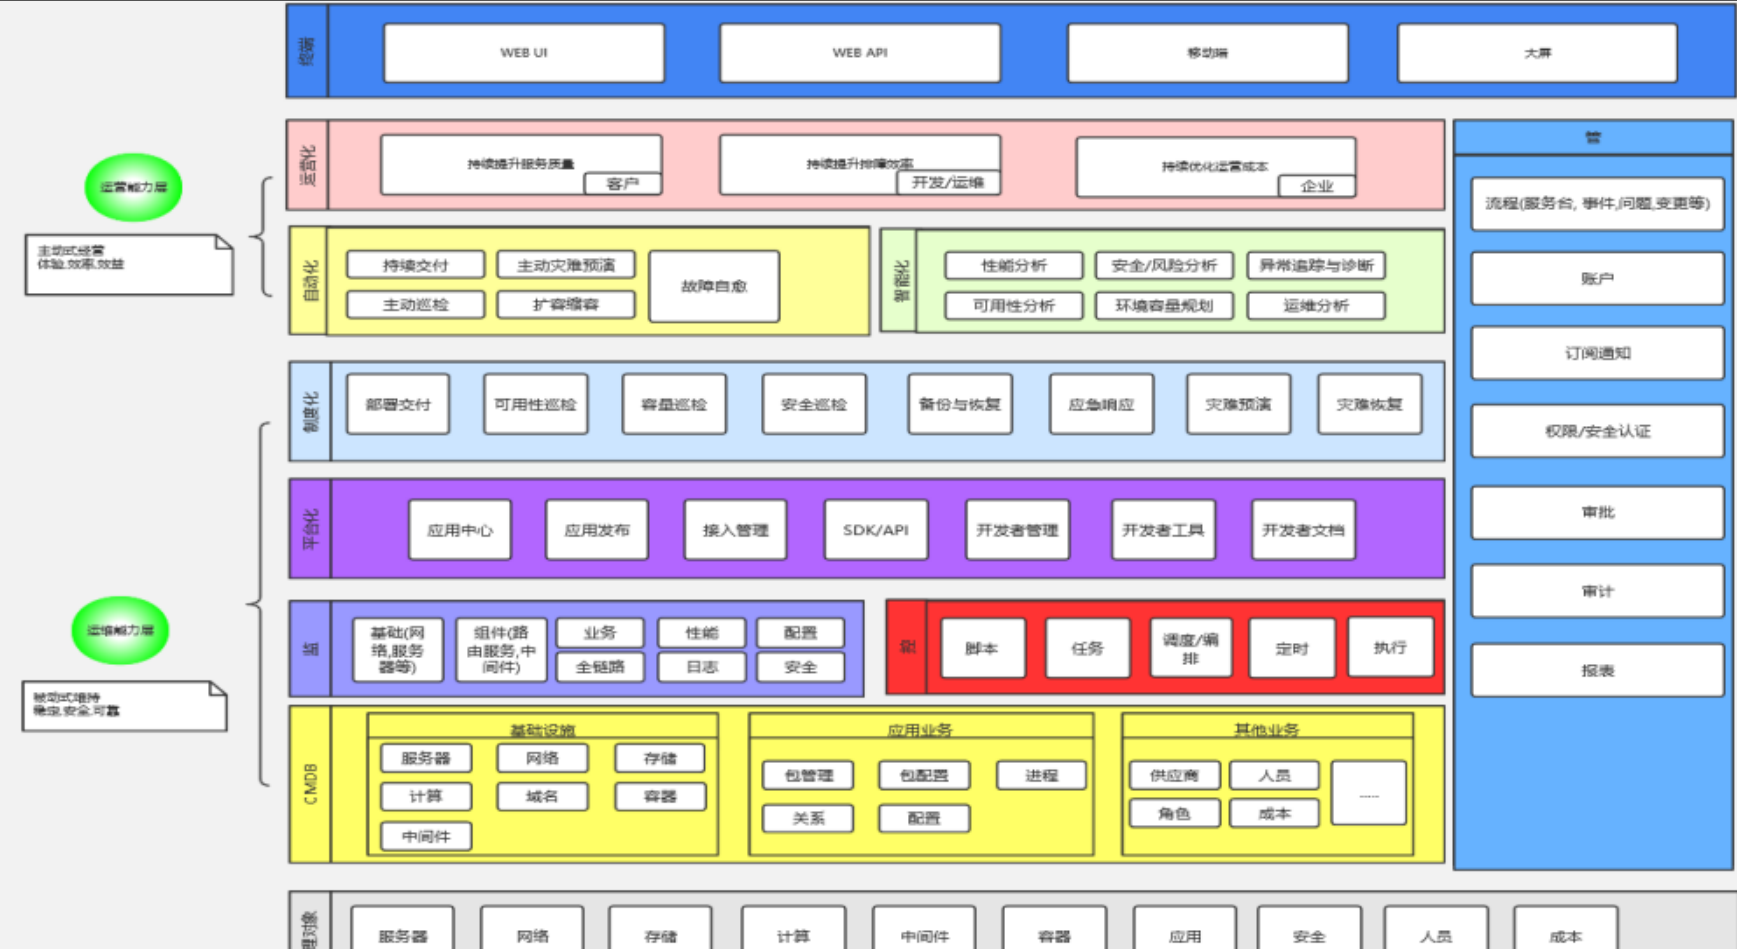 终端
WEB UI
WEB API
移动端
大屏
运营化
持续提升服务质量
客户
持续提升排障效率
开发/运维
持续优化运营成本
企业
运营能力层
主动式经营
体验,效率,效益
自动化
持续交付
主动灾难预演
故障自愈
主动巡检
扩容缩容
智能化
性能分析
安全/风险分析
异常追踪与诊断
可用性分析
环境容量规划
运维分析
制度化
部署交付
可用性巡检
容量巡检
安全巡检
备份与恢复
应急响应
灾难预演
灾难恢复
平台化
应用中心
应用发布
接入管理
SDK/API
开发者管理
开发者工具
开发者文档
运维能力层
被动式维持
稳定,安全,可靠
监
基础(网
络,服务
器等)
组件(路
由服务,中
间件)
业务
性能
配置
全链路
日志
安全
控
脚本
任务
调度/编
排
定时
执行
CMDB
基础设施
服务器
网络
存储
计算
域名
容器
中间件
应用业务
包管理
包配置
进程
关系
配置
其他业务
供应商
人员
角色
成本
......
管
流程(服务台, 事件,问题,变更等)
账户
订阅通知
权限/安全认证
审批
审计
报表
理对象
服务器
网络
存储
计算
中间件
容器
应用
安全
人员
成本